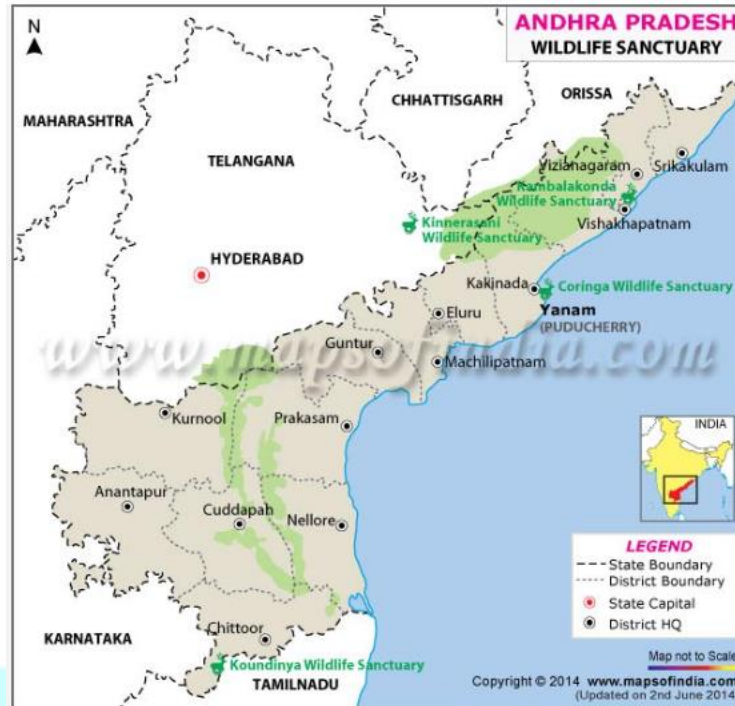 N
ANDHRA PRADESH
WILDLIFE SANCTUARY
ORISSA
CHHATTISGARH
MAHARASHTRA
TELANGANA
Vizianagaram
Srikakulam
Kambalakonda
Wildlife Sanctuary
Vishakhapatnam
Kinnerasani
Wildlife Sanctuary
HYDERABAD
Kakinada
Coringa Wildlife Sanctuary
Yanam
(PUDUCHERRY)
Eluru
Guntur
Machilipatnam
www.mapsofindia.com
Kurnool
Prakasam
INDIA
Anantapur
Cuddapah
Nellore
LEGEND
State Boundary
District Boundary
State Capital
District HQ
KARNATAKA
Chittoor
Koundinya Wildlife Sanctuary
TAMILNADU
Map not to Scale
Copyright © 2014 www.mapsofindia.com
(Updated on 2nd June 2014)